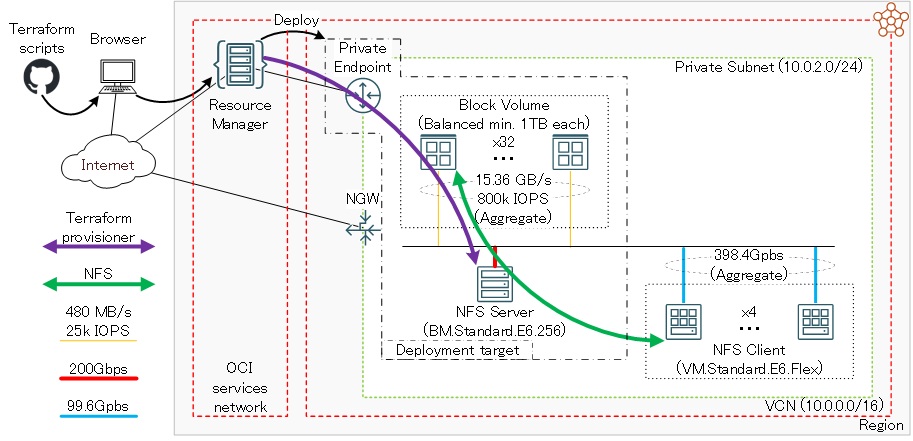 Terraform
scripts
Browser
Deploy
Resource
Manager
Internet
Private
Endpoint
Private Subnet (10.0.2.0/24)
Block Volume
(Balanced min. 1TB each)
x32
...
15.36 GB/s
800k IOPS
(Aggregate)
NGW
Terraform
provisioner
NFS
480 MB/s
25k IOPS
200Gbps
99.6Gpbs
398.4Gpbs
(Aggregate)
NFS Server
(BM.Standard.E6.256)
Deployment target
x4
...
NFS Client
(VM.Standard.E6.Flex)
OCI
services
network
VCN (10.0.0.0/16)
Region